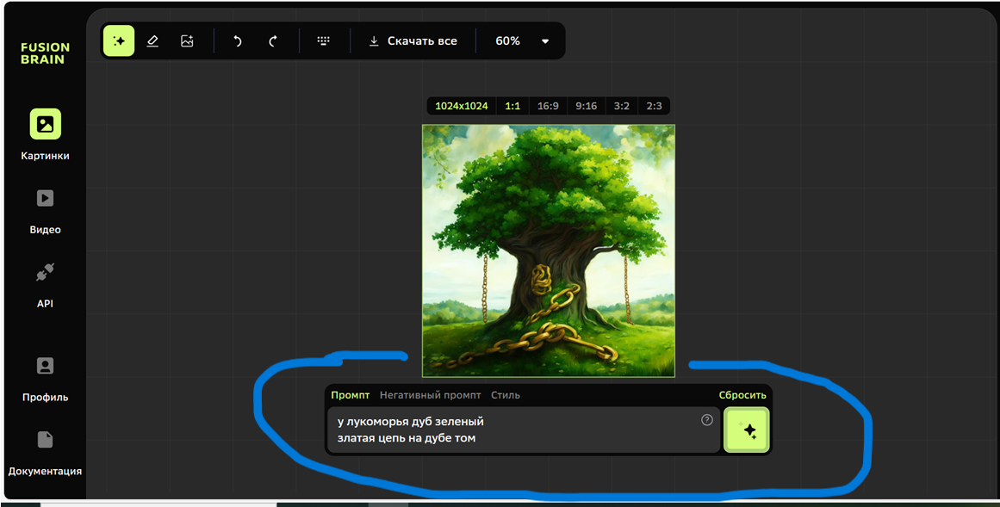 FUSION
BRAIN
Скачать все 60%
1024x1024 1:1 16:9 9:16 3:2 2:3
Картинки
Видео
API
Профиль
Документация
Промпт Негативный промпт Стиль Сбросить
у лукоморья дуб зеленый
златая цепь на дубе том